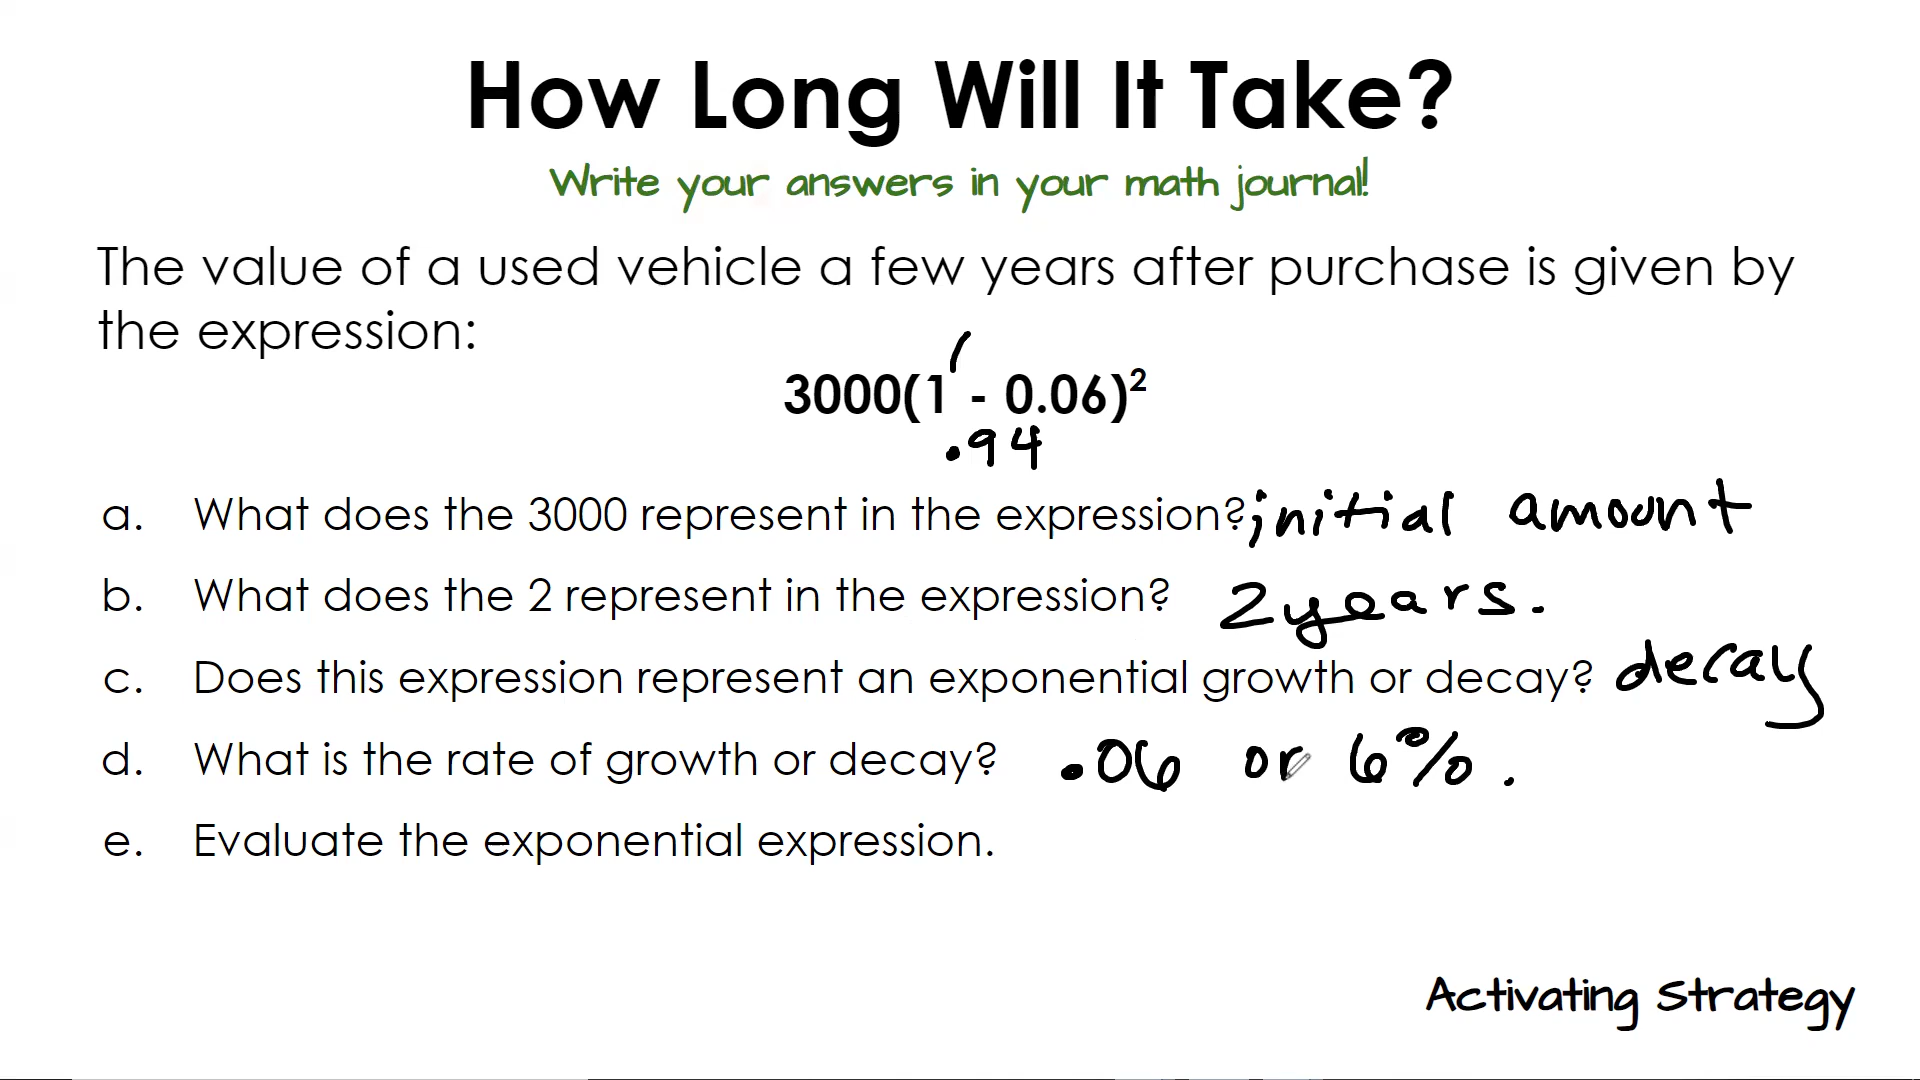 How Long Will It Take?
Write your answers in your math journal!
The value of a used vehicle a few years after purchase is given by
the expression:
3000(1 - 0.06)²
.94
a. What does the 3000 represent in the expression? initial amount
b. What does the 2 represent in the expression? 2 years.
c. Does this expression represent an exponential growth or decay? decay
d. What is the rate of growth or decay? .06 or 6%.
e. Evaluate the exponential expression.
Activating Strategy